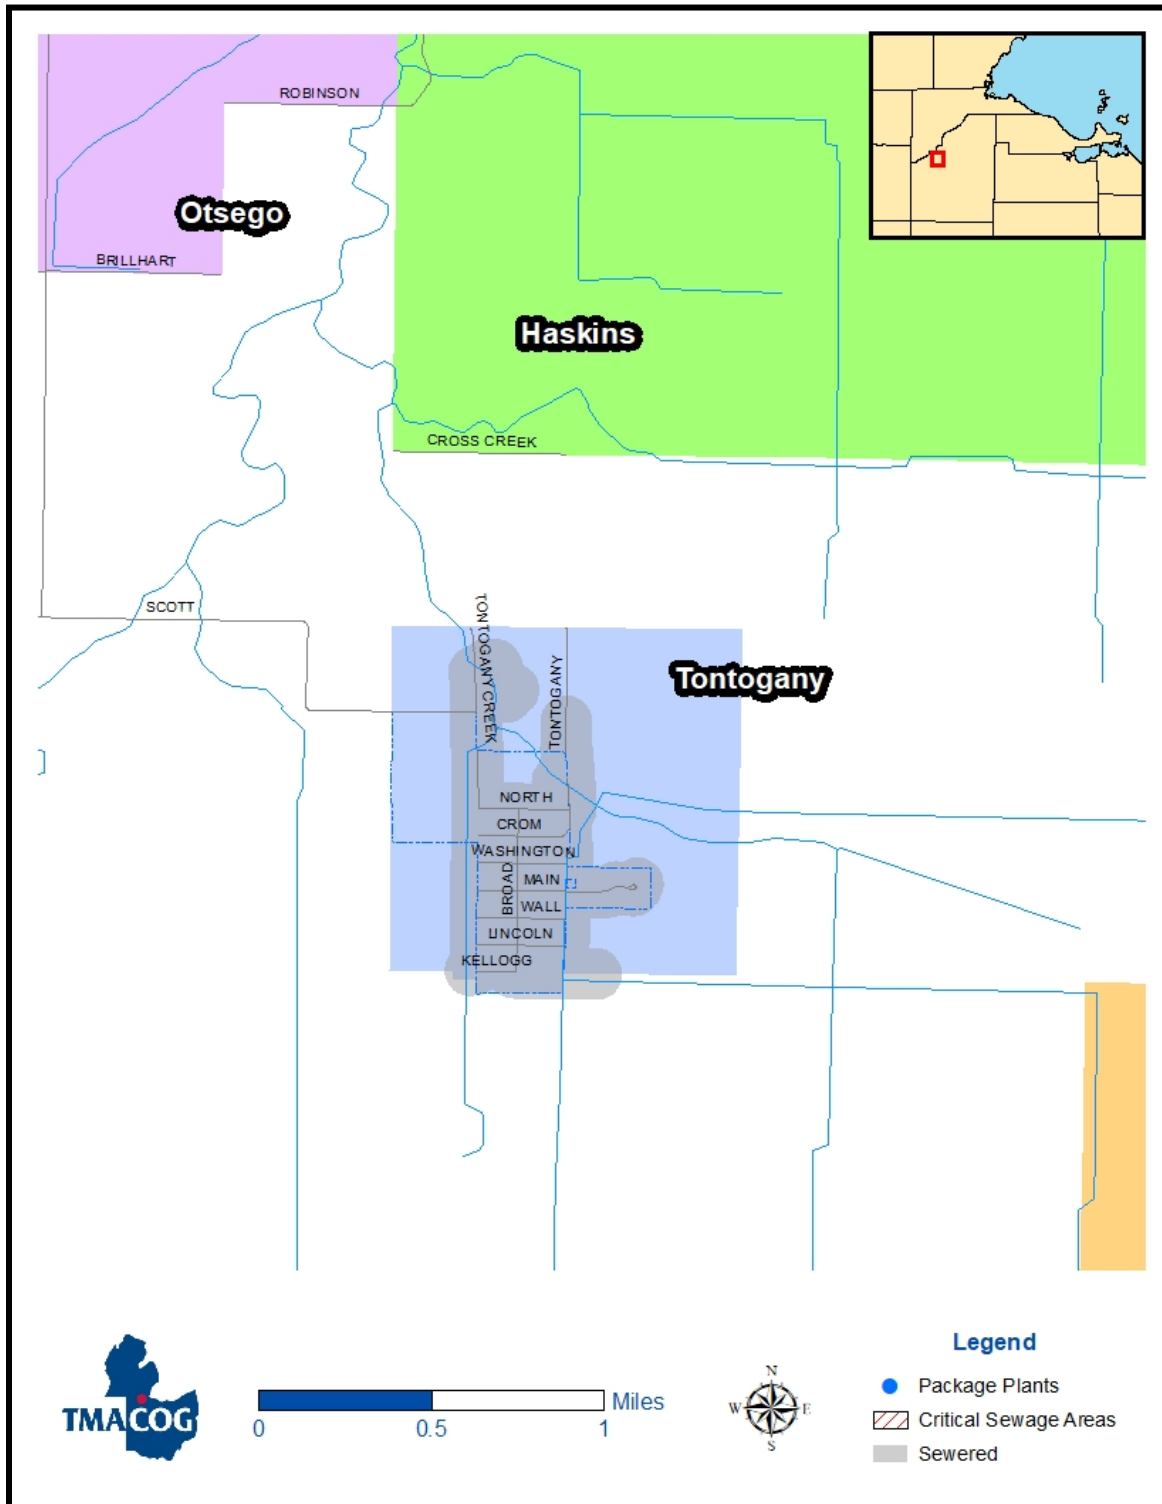 ROBINSON
Otsego
BRILLHART
Haskins
CROSS CREEK
SCOTT
TONTOGANY CREEK
TONTOGANY
Tontogany
NORTH
CROM
WASHINGTON
BROAD
MAIN
WALL
LINCOLN
KELLOGG
TMACOG
0 0.5 1 Miles
N
W E
S
Legend
Package Plants
Critical Sewage Areas
Sewered